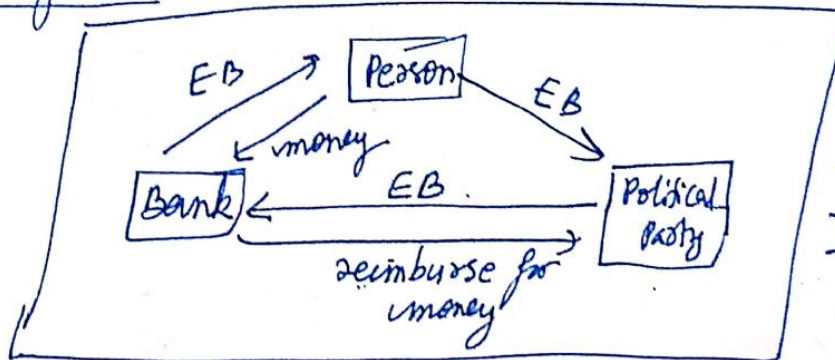 EB
Person
EB
money
EB
Bank
Political
Party
reimburse for
money